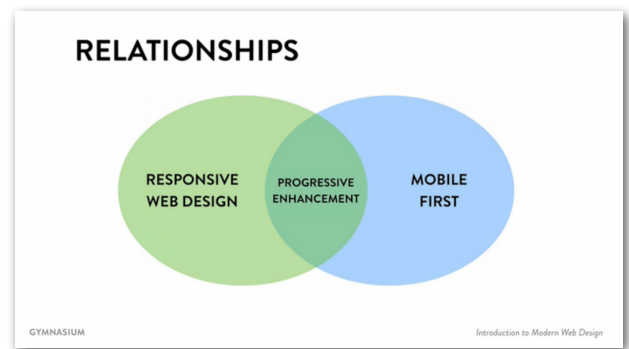 RELATIONSHIPS
RESPONSIVE
WEB DESIGN
PROGRESSIVE
ENHANCEMENT
MOBILE
FIRST
GYMNASIUM
Introduction to Modern Web Design